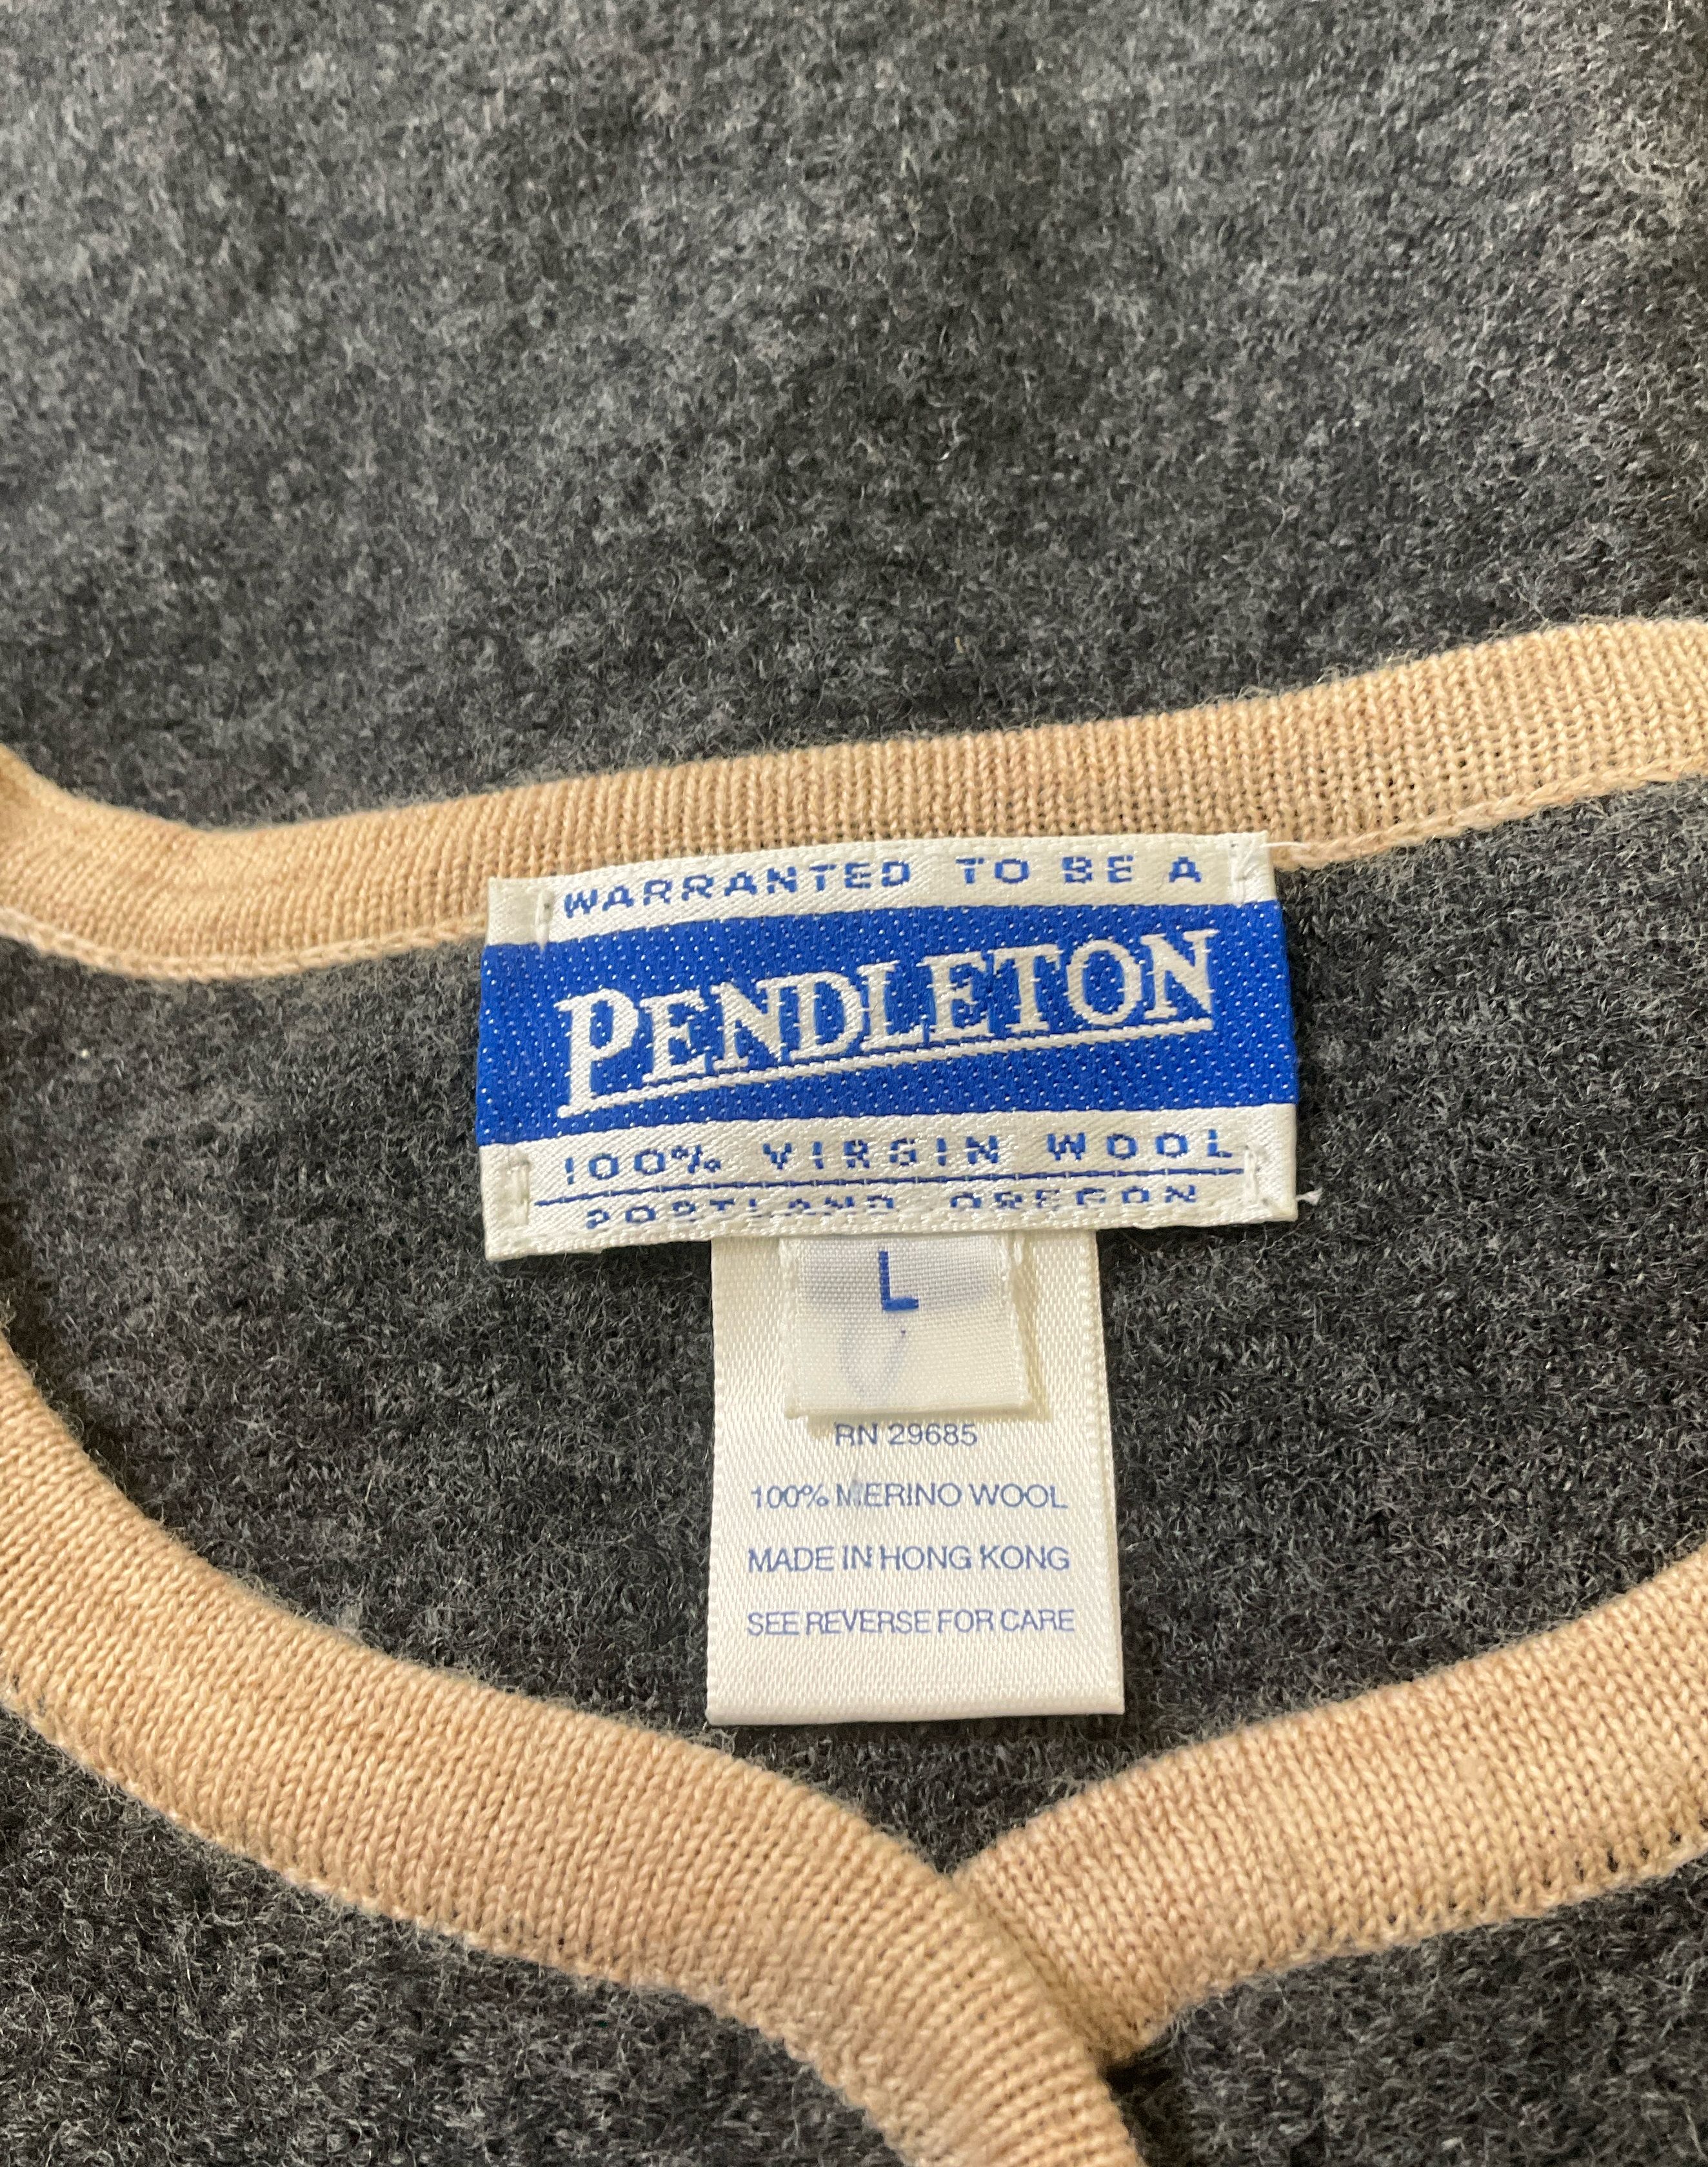 WARRANTED TO BE A
PENDLETON
100% VIRGIN WOOL
PORTLAND, OREGON
L
RN 29685
100% MERINO WOOL
MADE IN HONG KONG
SEE REVERSE FOR CARE